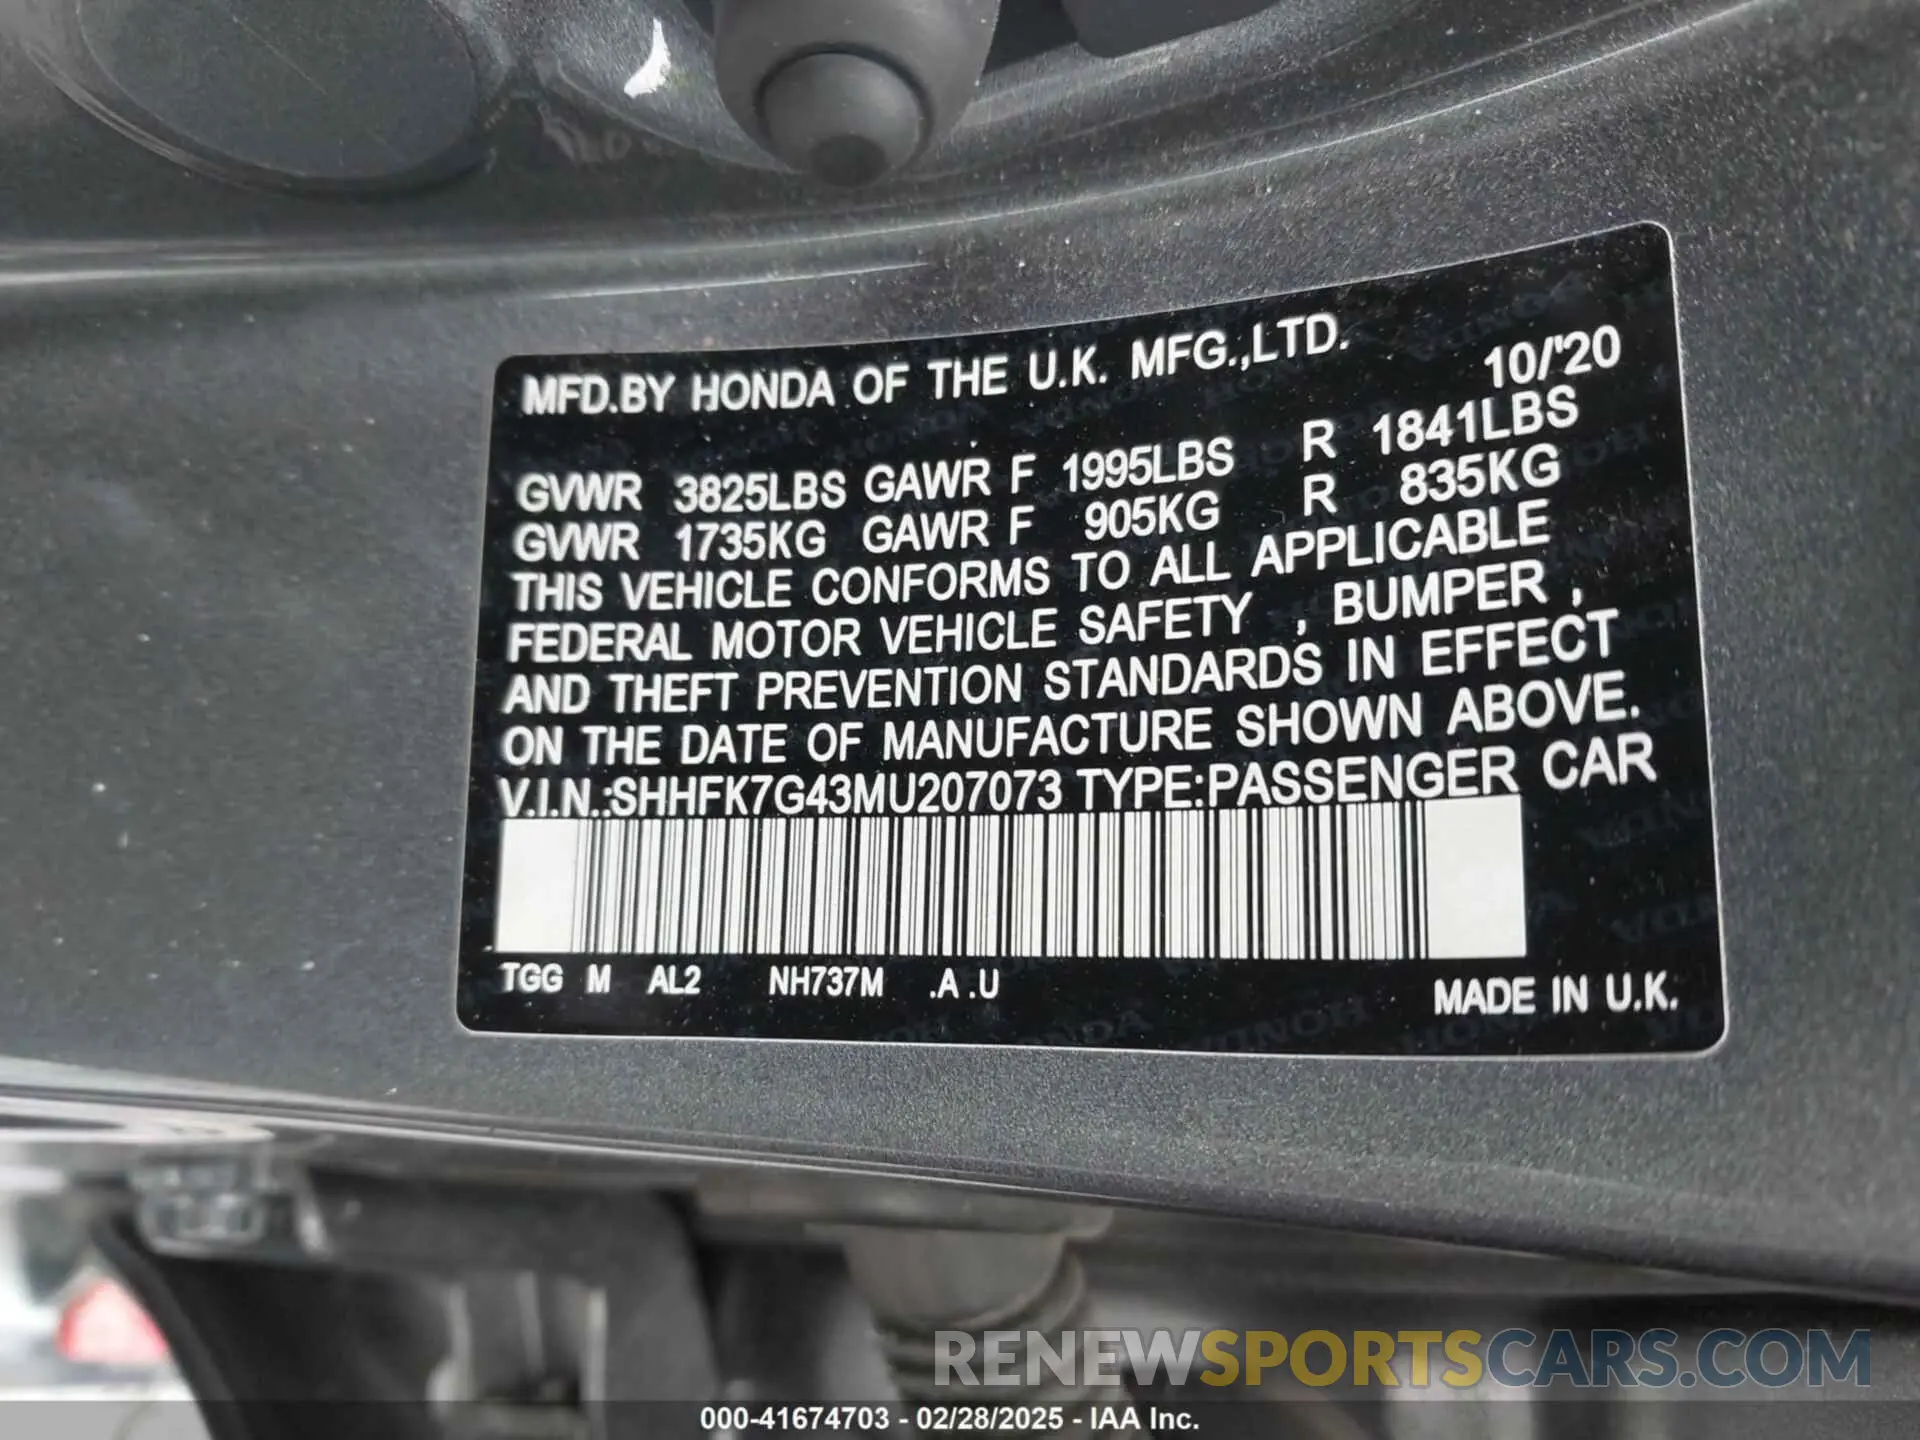 MFD.BY HONDA OF THE U.K. MFG.,LTD.
10/'20
GVWR 3825LBS GAWR F 1995LBS R 1841LBS
GVWR 1735KG GAWR F 905KG R 835KG
THIS VEHICLE CONFORMS TO ALL APPLICABLE
FEDERAL MOTOR VEHICLE SAFETY , BUMPER ,
AND THEFT PREVENTION STANDARDS IN EFFECT
ON THE DATE OF MANUFACTURE SHOWN ABOVE.
V.I.N.:SHHFK7G43MU207073 TYPE:PASSENGER CAR
TGG M AL2 NH737M .A .U
MADE IN U.K.
RENEWSPORTSCARS.COM
000-41674703 - 02/28/2025 - IAA Inc.